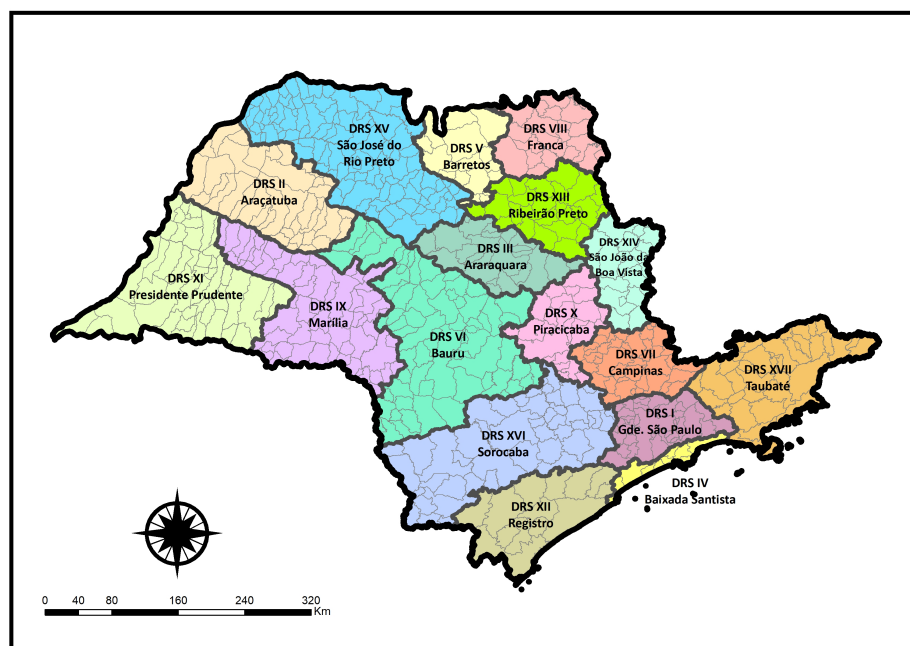 DRS XV
São José do
Rio Preto
DRS VIII
Franca
DRS V
Barretos
DRS II
Araçatuba
DRS XIII
Ribeirão Preto
DRS III
Araraquara
DRS XIV
São João da
Boa Vista
DRS XI
Presidente Prudente
DRS IX
Marília
DRS X
Piracicaba
DRS VI
Bauru
DRS VII
Campinas
DRS XVII
Taubaté
DRS I
Gde. São Paulo
DRS XVI
Sorocaba
DRS IV
Baixada Santista
DRS XII
Registro
0 40 80 160 240 320
Km